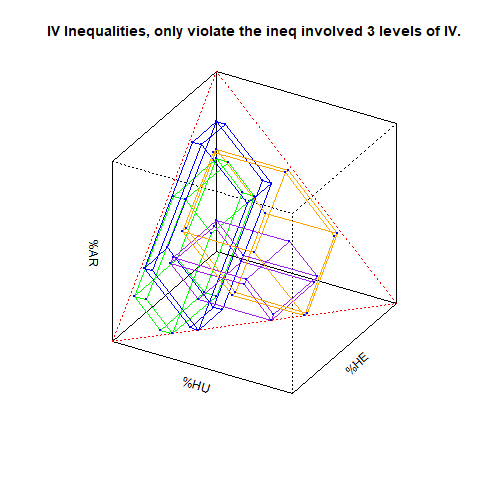 IV Inequalities, only violate the ineq involved 3 levels of IV.
%AR
%HU
%HE